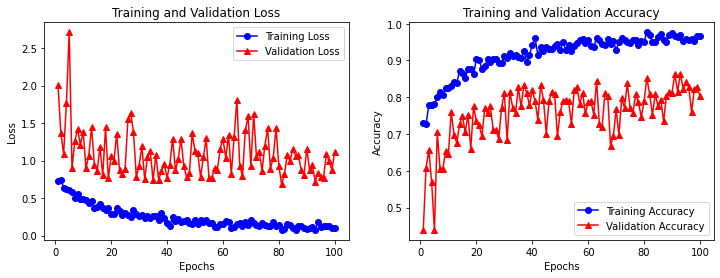 Training and Validation Loss
Training Loss
Validation Loss
Loss
2.5
2.0
1.5
1.0
0.5
0.0
0
20
40
60
80
100
Epochs
Training and Validation Accuracy
Training Accuracy
Validation Accuracy
Accuracy
1.0
0.9
0.8
0.7
0.6
0.5
0
20
40
60
80
100
Epochs